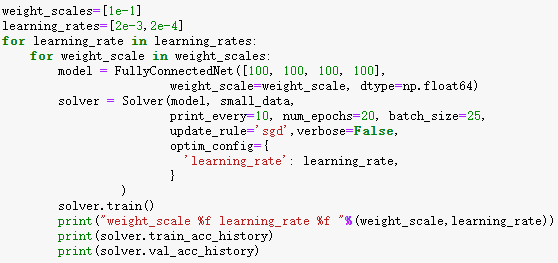 weight_scales=[1e-1]
learning_rates=[2e-3,2e-4]
for learning_rate in learning_rates:
    for weight_scale in weight_scales:
        model = FullyConnectedNet([100, 100, 100, 100],
                        weight_scale=weight_scale, dtype=np.float64)
        solver = Solver(model, small_data,
                        print_every=10, num_epochs=20, batch_size=25,
                        update_rule='sgd',verbose=False,
                        optim_config={
                          'learning_rate': learning_rate,
                        }
                 )
        solver.train()
        print("weight_scale %f learning_rate %f "%(weight_scale,learning_rate))
        print(solver.train_acc_history)
        print(solver.val_acc_history)